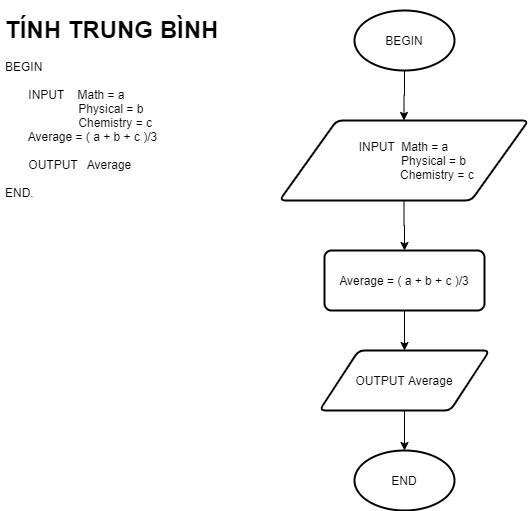 TÍNH TRUNG BÌNH
BEGIN
INPUT Math = a
Physical = b
Chemistry = c
Average = ( a + b + c )/3
OUTPUT Average
END.
BEGIN
INPUT Math = a
Physical = b
Chemistry = c
Average = ( a + b + c )/3
OUTPUT Average
END